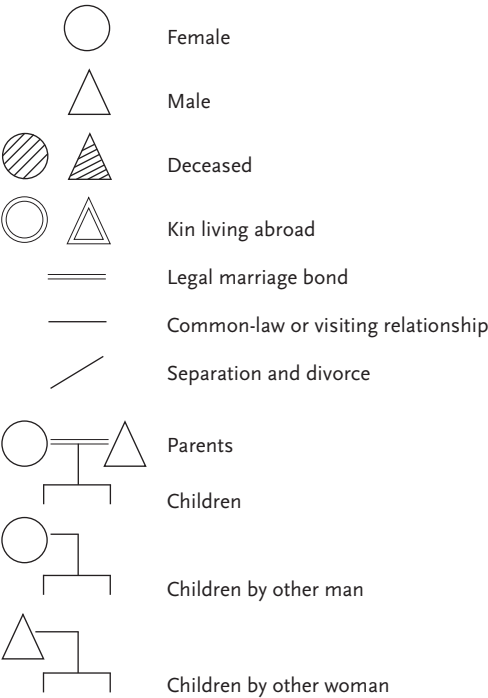 Female
Male
Deceased
Kin living abroad
Legal marriage bond
Common-law or visiting relationship
Separation and divorce
Parents
Children
Children by other man
Children by other woman